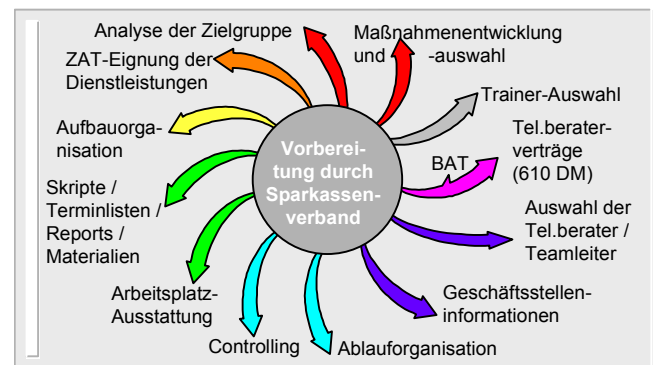 Analyse der Zielgruppe
Maßnahmenentwicklung
und -auswahl
ZAT-Eignung der
Dienstleistungen
Trainer-Auswahl
Aufbauorga-
nisation
Vorberei-
tung durch
Sparkassen-
verband
BAT
Tel.berater-
verträge
(610 DM)
Skripte /
Terminlisten /
Reports /
Materialien
Auswahl der
Tel.berater /
Teamleiter
Arbeitsplatz-
Ausstattung
Geschäftsstellen-
informationen
Controlling
Ablauforganisation